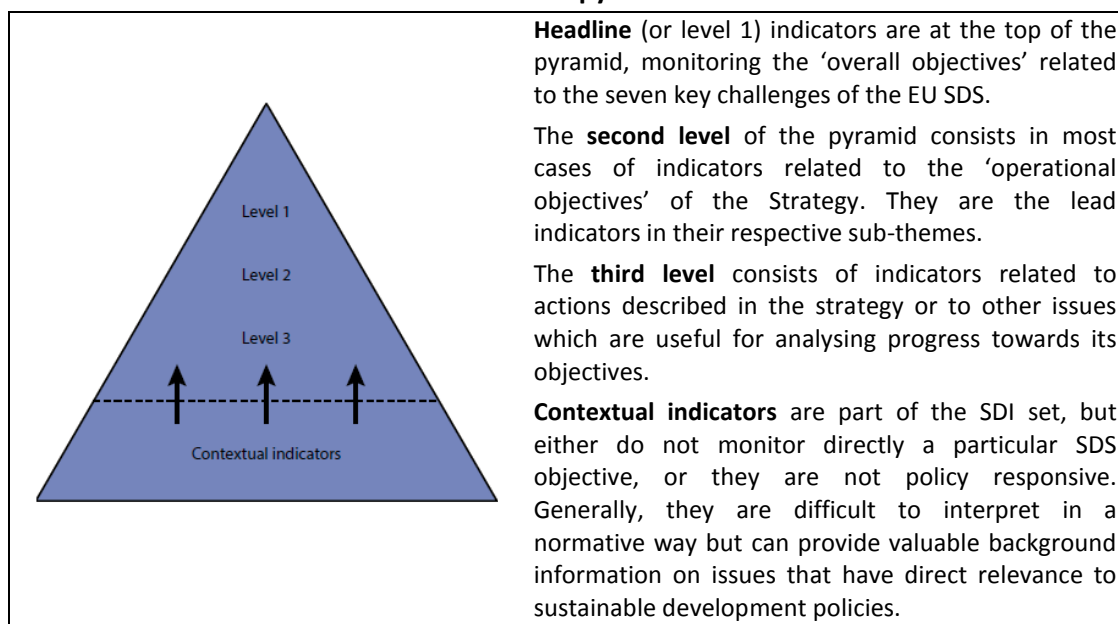 Level 1
Level 2
Level 3
Contextual indicators
Headline (or level 1) indicators are at the top of the
pyramid, monitoring the ‘overall objectives’ related
to the seven key challenges of the EU SDS.
The second level of the pyramid consists in most
cases of indicators related to the ‘operational
objectives’ of the Strategy. They are the lead
indicators in their respective sub-themes.
The third level consists of indicators related to
actions described in the strategy or to other issues
which are useful for analysing progress towards its
objectives.
Contextual indicators are part of the SDI set, but
either do not monitor directly a particular SDS
objective, or they are not policy responsive.
Generally, they are difficult to interpret in a
normative way but can provide valuable background
information on issues that have direct relevance to
sustainable development policies.